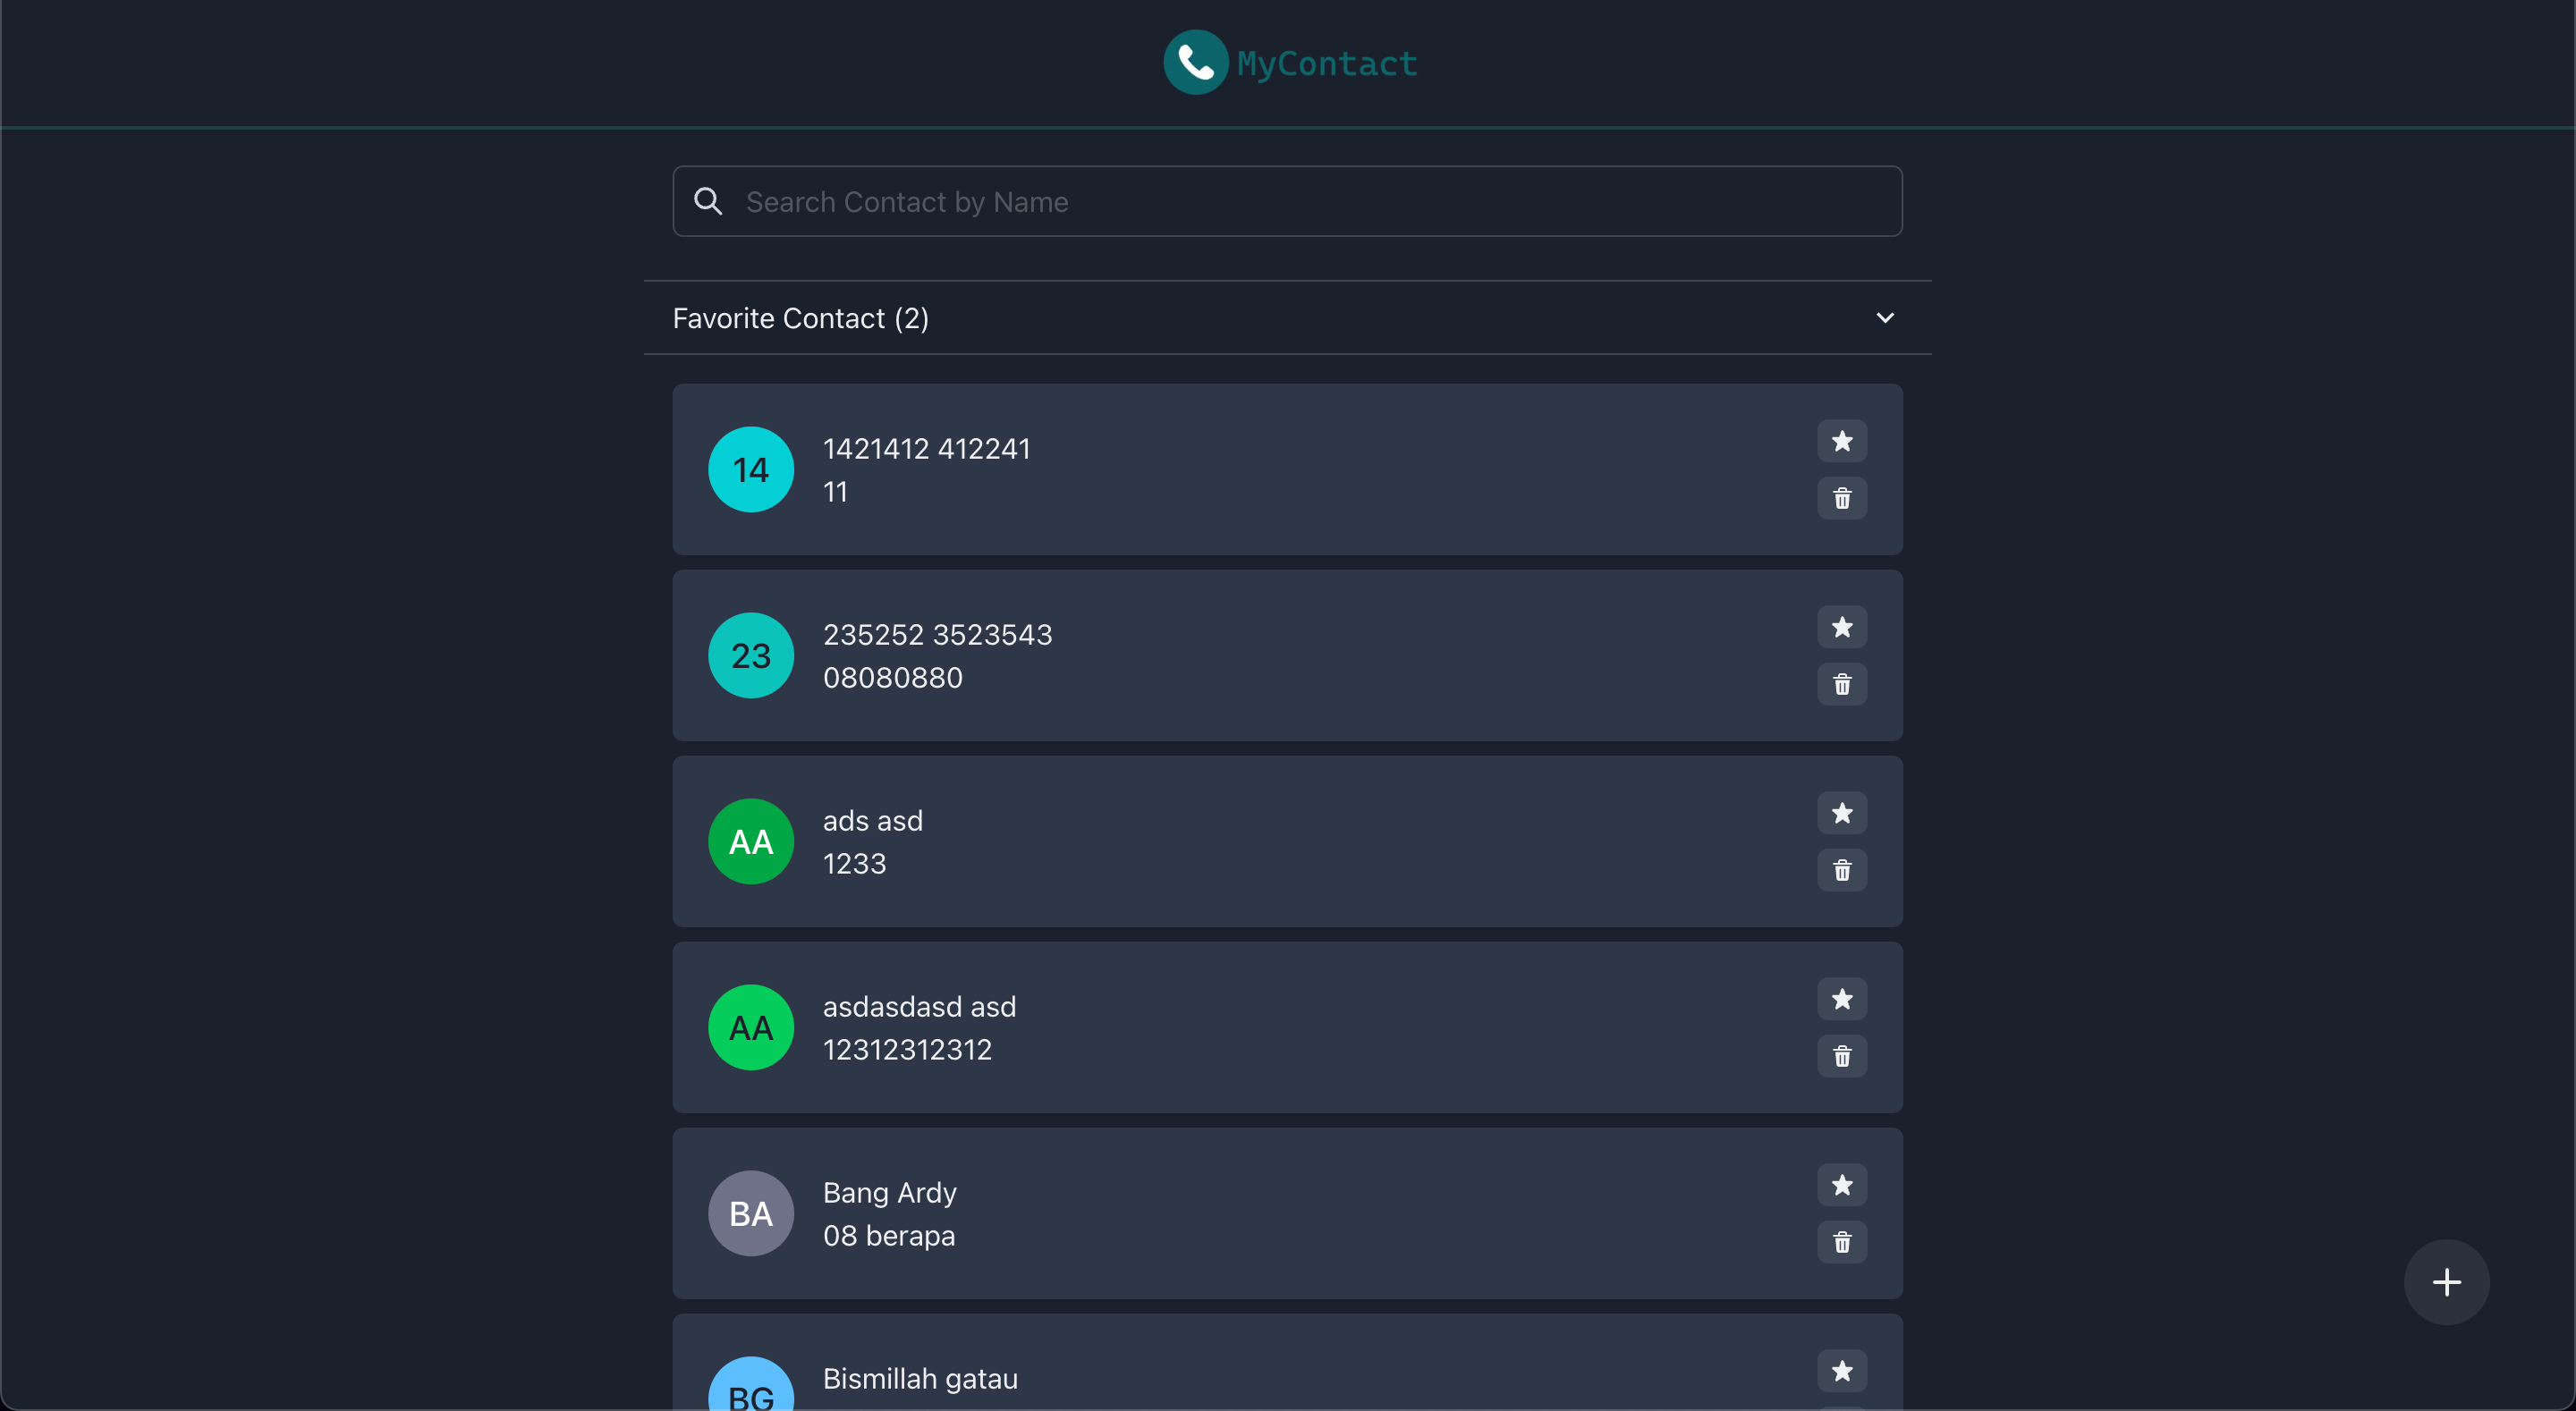 MyContact
Search Contact by Name
Favorite Contact (2)
14
1421412 412241
11
23
235252 3523543
08080880
AA
ads asd
1233
AA
asdasdasd asd
12312312312
BA
Bang Ardy
08 berapa
BG
Bismillah gatau